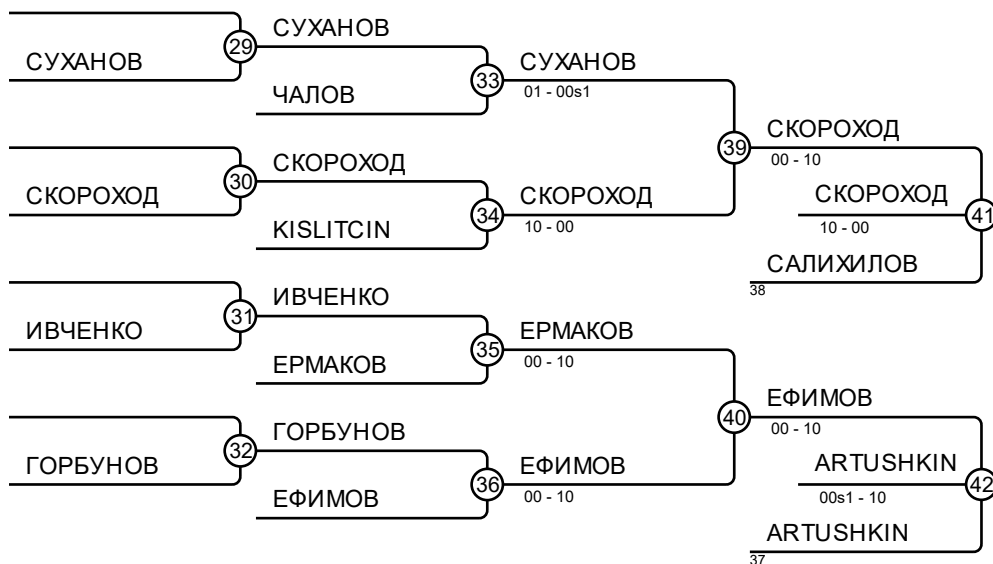 СУХАНОВ
29
СУХАНОВ
ЧАЛОВ
33
СУХАНОВ
01 - 00s1
СКОРОХОД
30
СКОРОХОД
KISLITCIN
34
СКОРОХОД
10 - 00
39
СКОРОХОД
00 - 10
СКОРОХОД
10 - 00
САЛИХИЛОВ
38
41
ИВЧЕНКО
31
ИВЧЕНКО
ЕРМАКОВ
35
ЕРМАКОВ
00 - 10
ГОРБУНОВ
32
ГОРБУНОВ
ЕФИМОВ
36
ЕФИМОВ
00 - 10
40
ЕФИМОВ
00 - 10
ARTUSHKIN
00s1 - 10
ARTUSHKIN
37
42